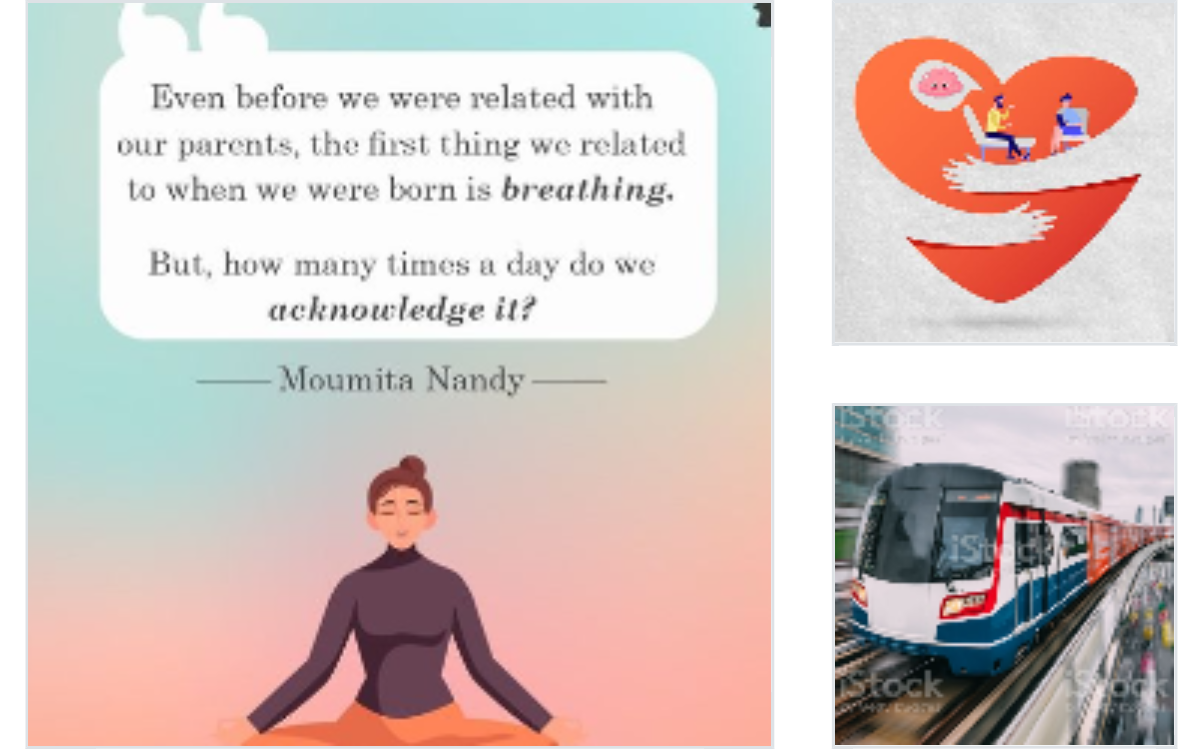 Even before we were related with
our parents, the first thing we related
to when we were born is breathing.
But, how many times a day do we
acknowledge it?
Moumita Nandy
iStock
iStock
iStock
iStock
iStock